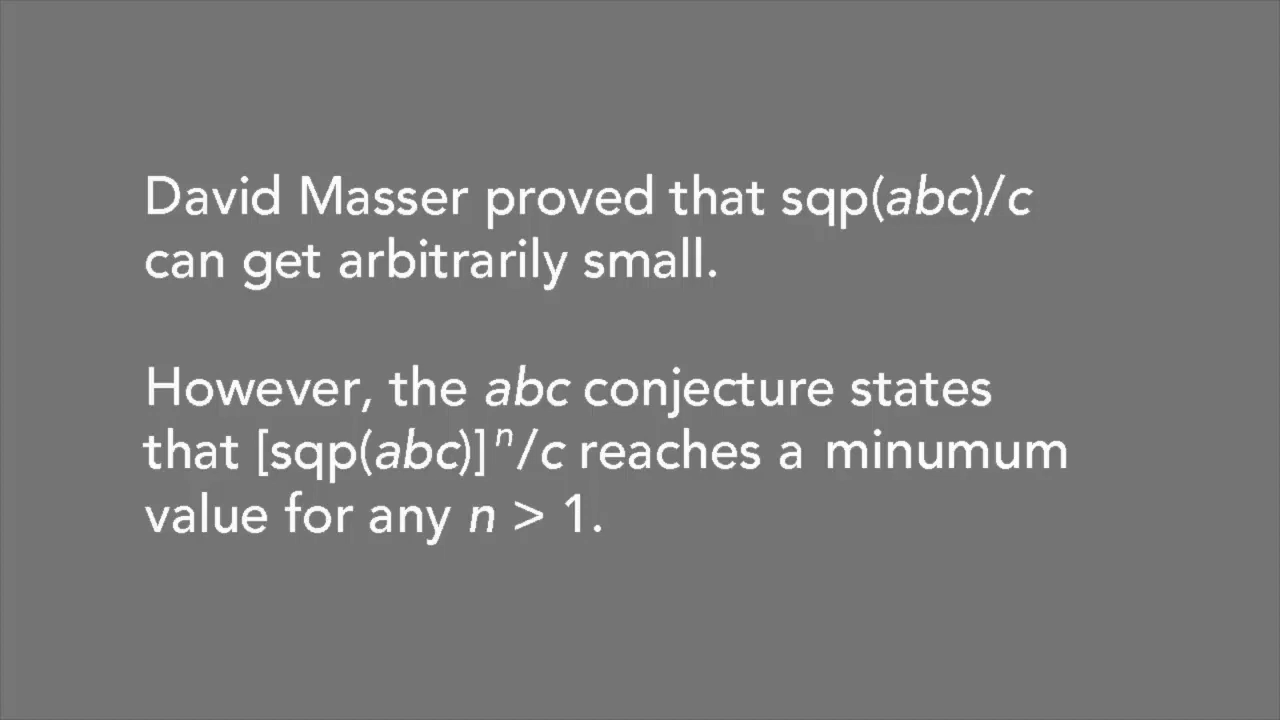 David Masser proved that sqp(abc)/c
can get arbitrarily small.
However, the abc conjecture states
that [sqp(abc)]ⁿ/c reaches a minumum
value for any n > 1.